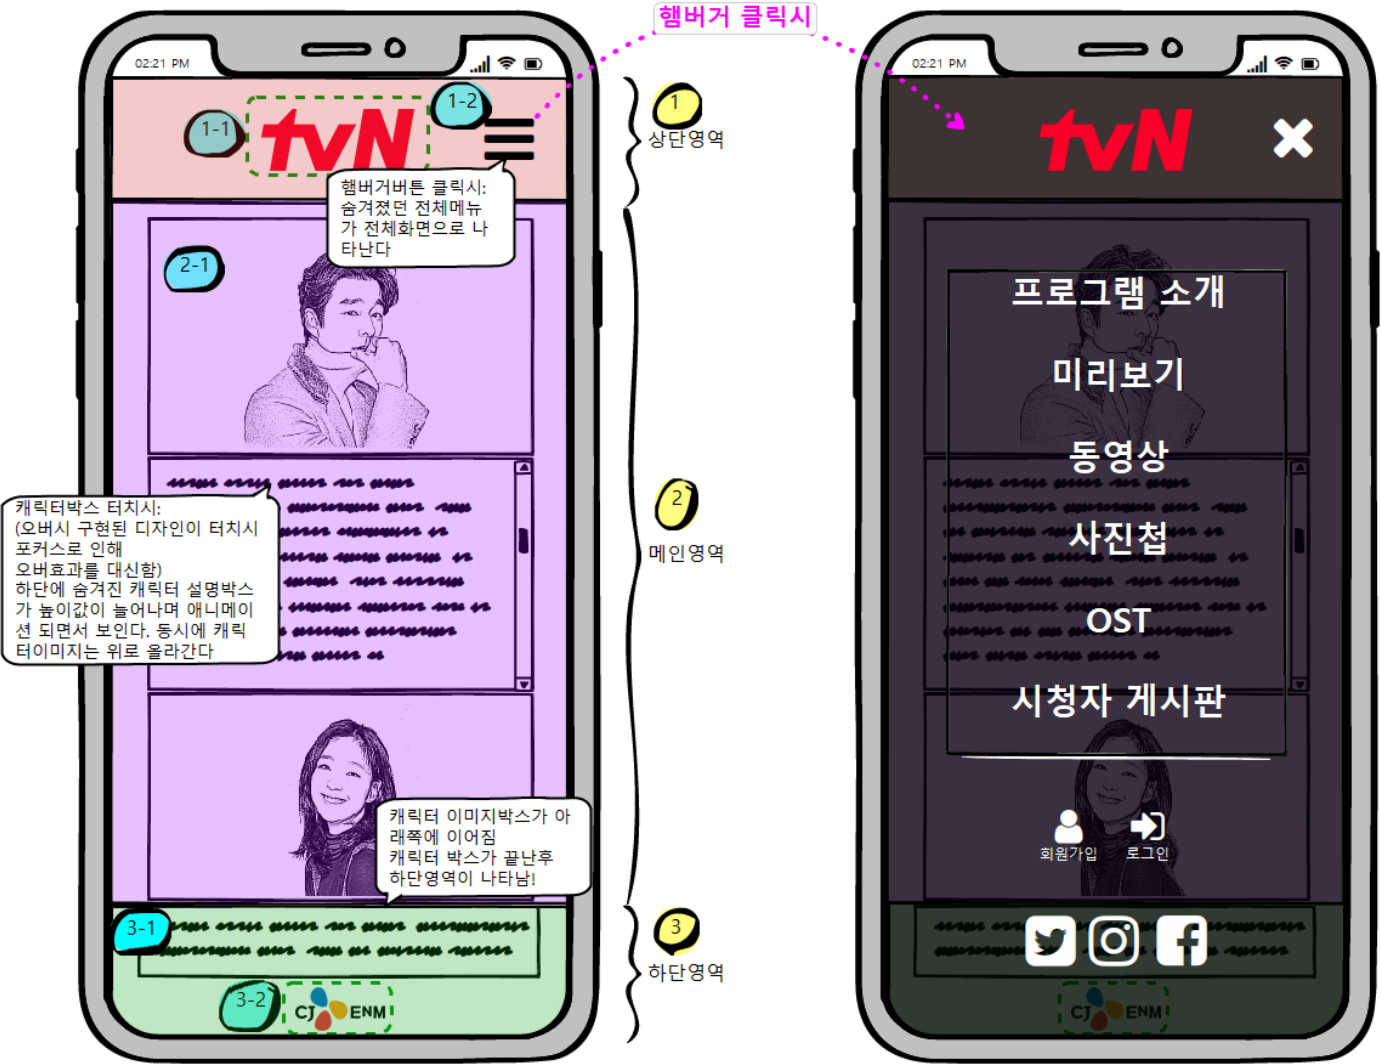 햄버거 클릭시
02:21 PM
1-1
tvN
1-2
햄버거버튼 클릭시:
숨겨졌던 전체메뉴
가 전체화면으로 나
타난다
2-1
캐릭터박스 터치시:
(오버시 구현된 디자인이 터치시
포커스로 인해
오버효과를 대신함)
하단에 숨겨진 캐릭터 설명박스
가 높이값이 늘어나며 애니메이
션 되면서 보인다. 동시에 캐릭
터이미지는 위로 올라간다
캐릭터 이미지박스가 아
래쪽에 이어짐
캐릭터 박스가 끝난후
하단영역이 나타남!
3-1
3-2
CJ ENM
1
상단영역
2
메인영역
3
하단영역
02:21 PM
tvN
프로그램 소개
미리보기
동영상
사진첩
OST
시청자 게시판
회원가입
로그인
CJ ENM